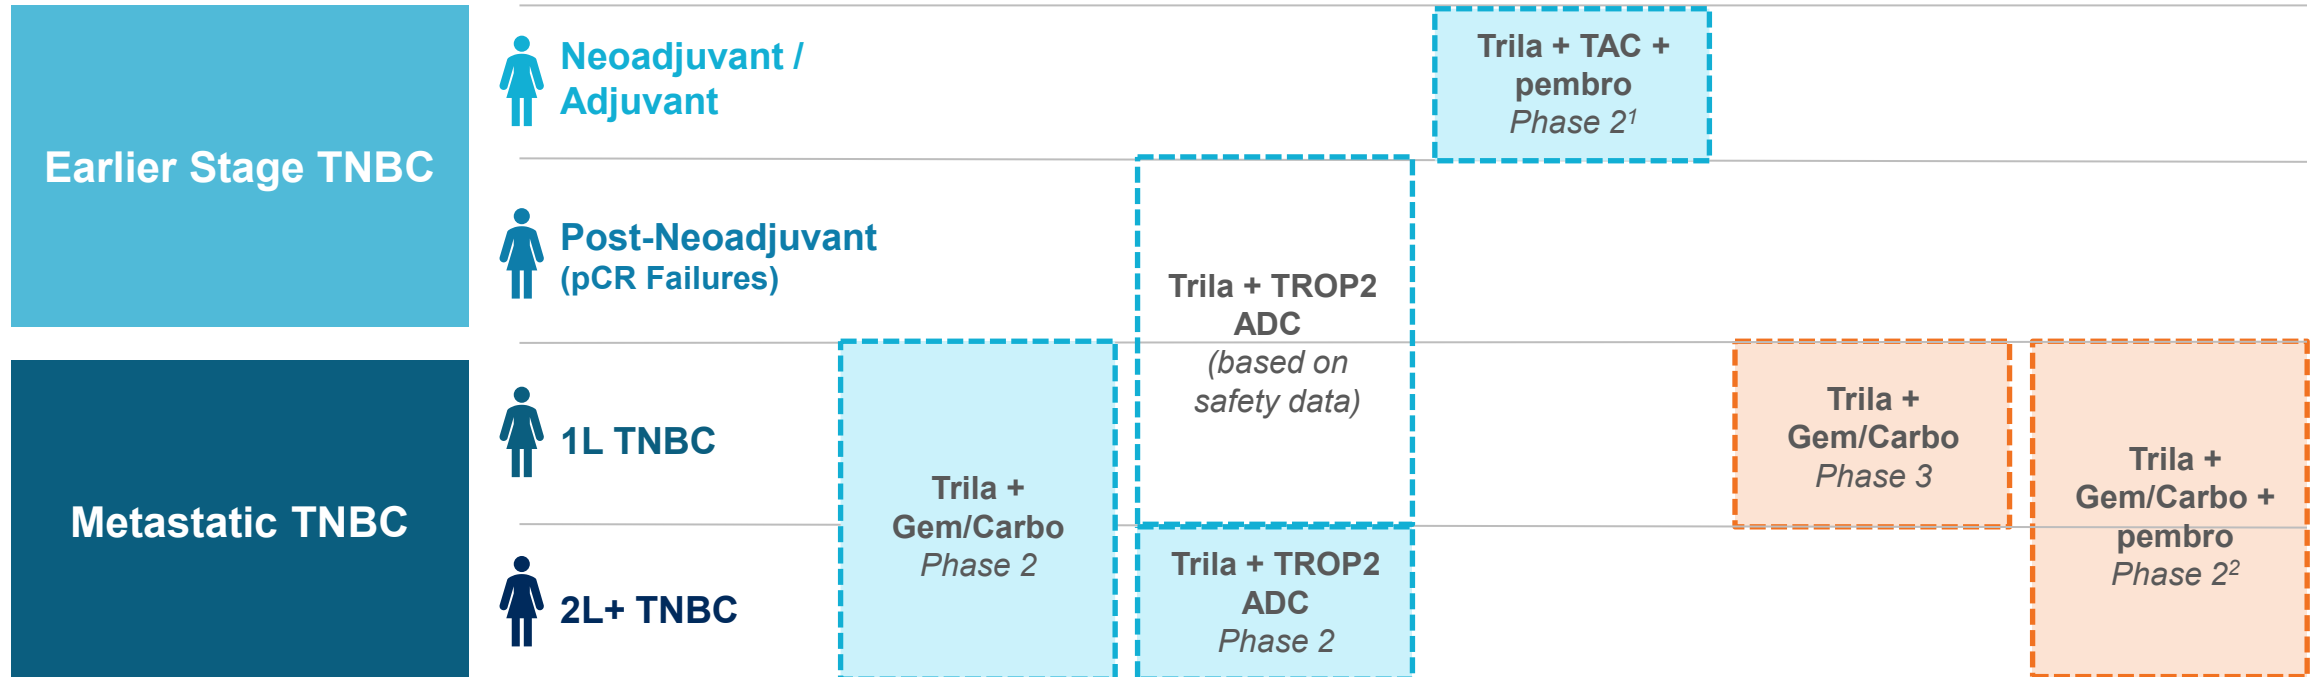 Earlier Stage TNBC
Neoadjuvant /
Adjuvant
Post-Neoadjuvant
(pCR Failures)
Metastatic TNBC
1L TNBC
2L+ TNBC
Trila +
Gem/Carbo
Phase 2
Trila + TROP2
ADC
(based on
safety data)
Trila + TROP2
ADC
Phase 2
Trila + TAC +
pembro
Phase 2¹
Trila +
Gem/Carbo
Phase 3
Trila +
Gem/Carbo +
pembro
Phase 2²